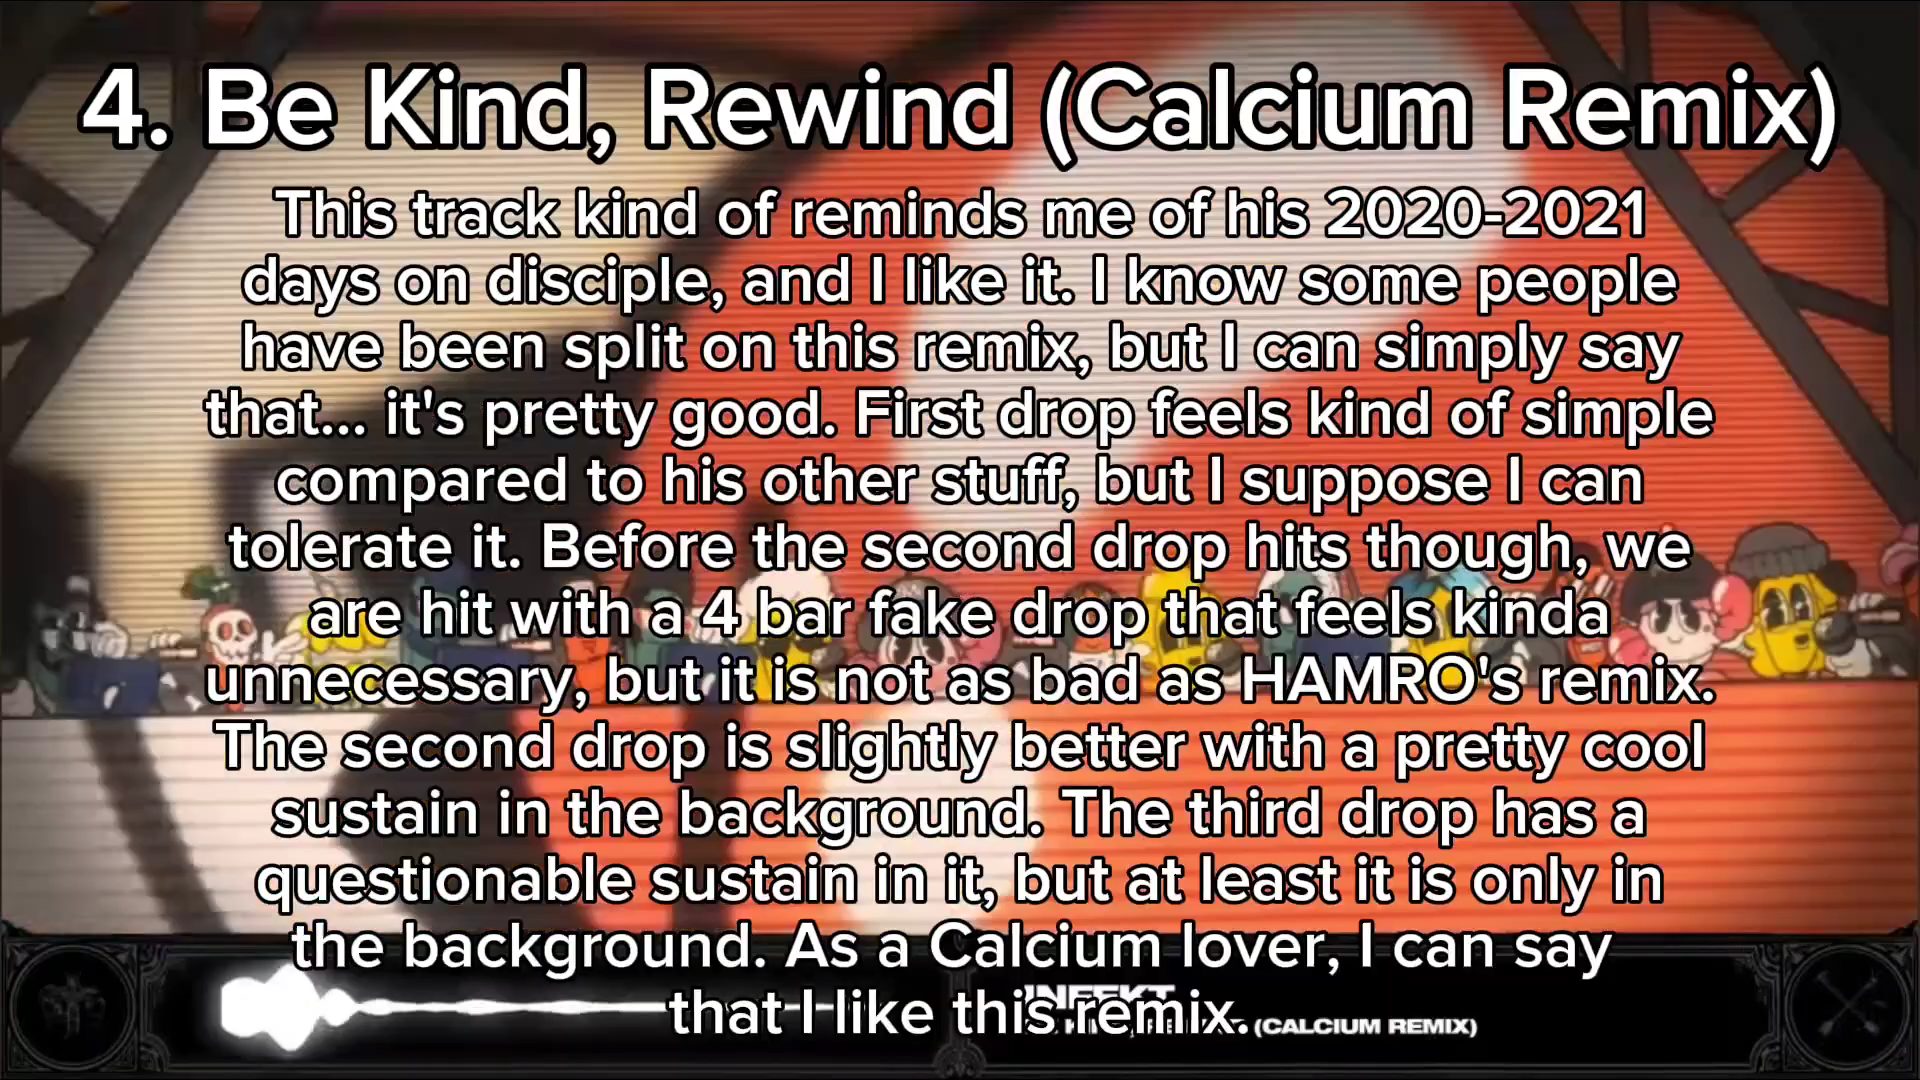 4. Be Kind, Rewind (Calcium Remix)
This track kind of reminds me of his 2020-2021
days on disciple, and I like it. I know some people
have been split on this remix, but I can simply say
that... it's pretty good. First drop feels kind of simple
compared to his other stuff, but I suppose I can
tolerate it. Before the second drop hits though, we
are hit with a 4 bar fake drop that feels kinda
unnecessary, but it is not as bad as HAMRO's remix.
The second drop is slightly better with a pretty cool
sustain in the background. The third drop has a
questionable sustain in it, but at least it is only in
the background. As a Calcium lover, I can say
that I like this remix.
INFEKT
(CALCIUM REMIX)